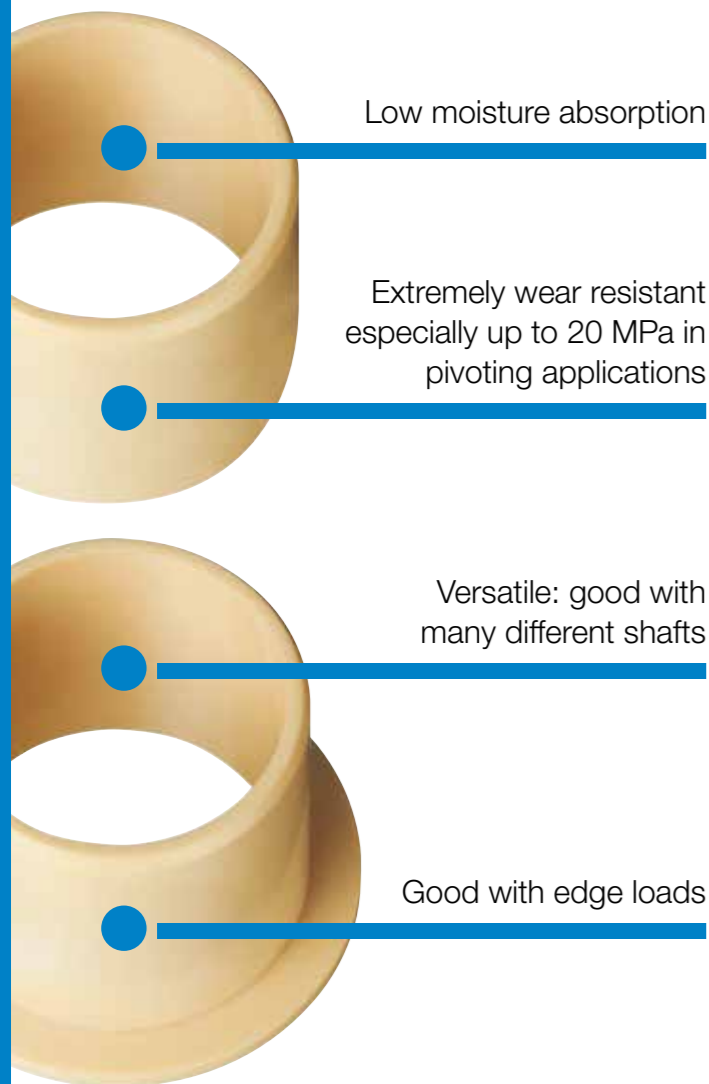 Low moisture absorption
Extremely wear resistant
especially up to 20 MPa in
pivoting applications
Versatile: good with
many different shafts
Good with edge loads